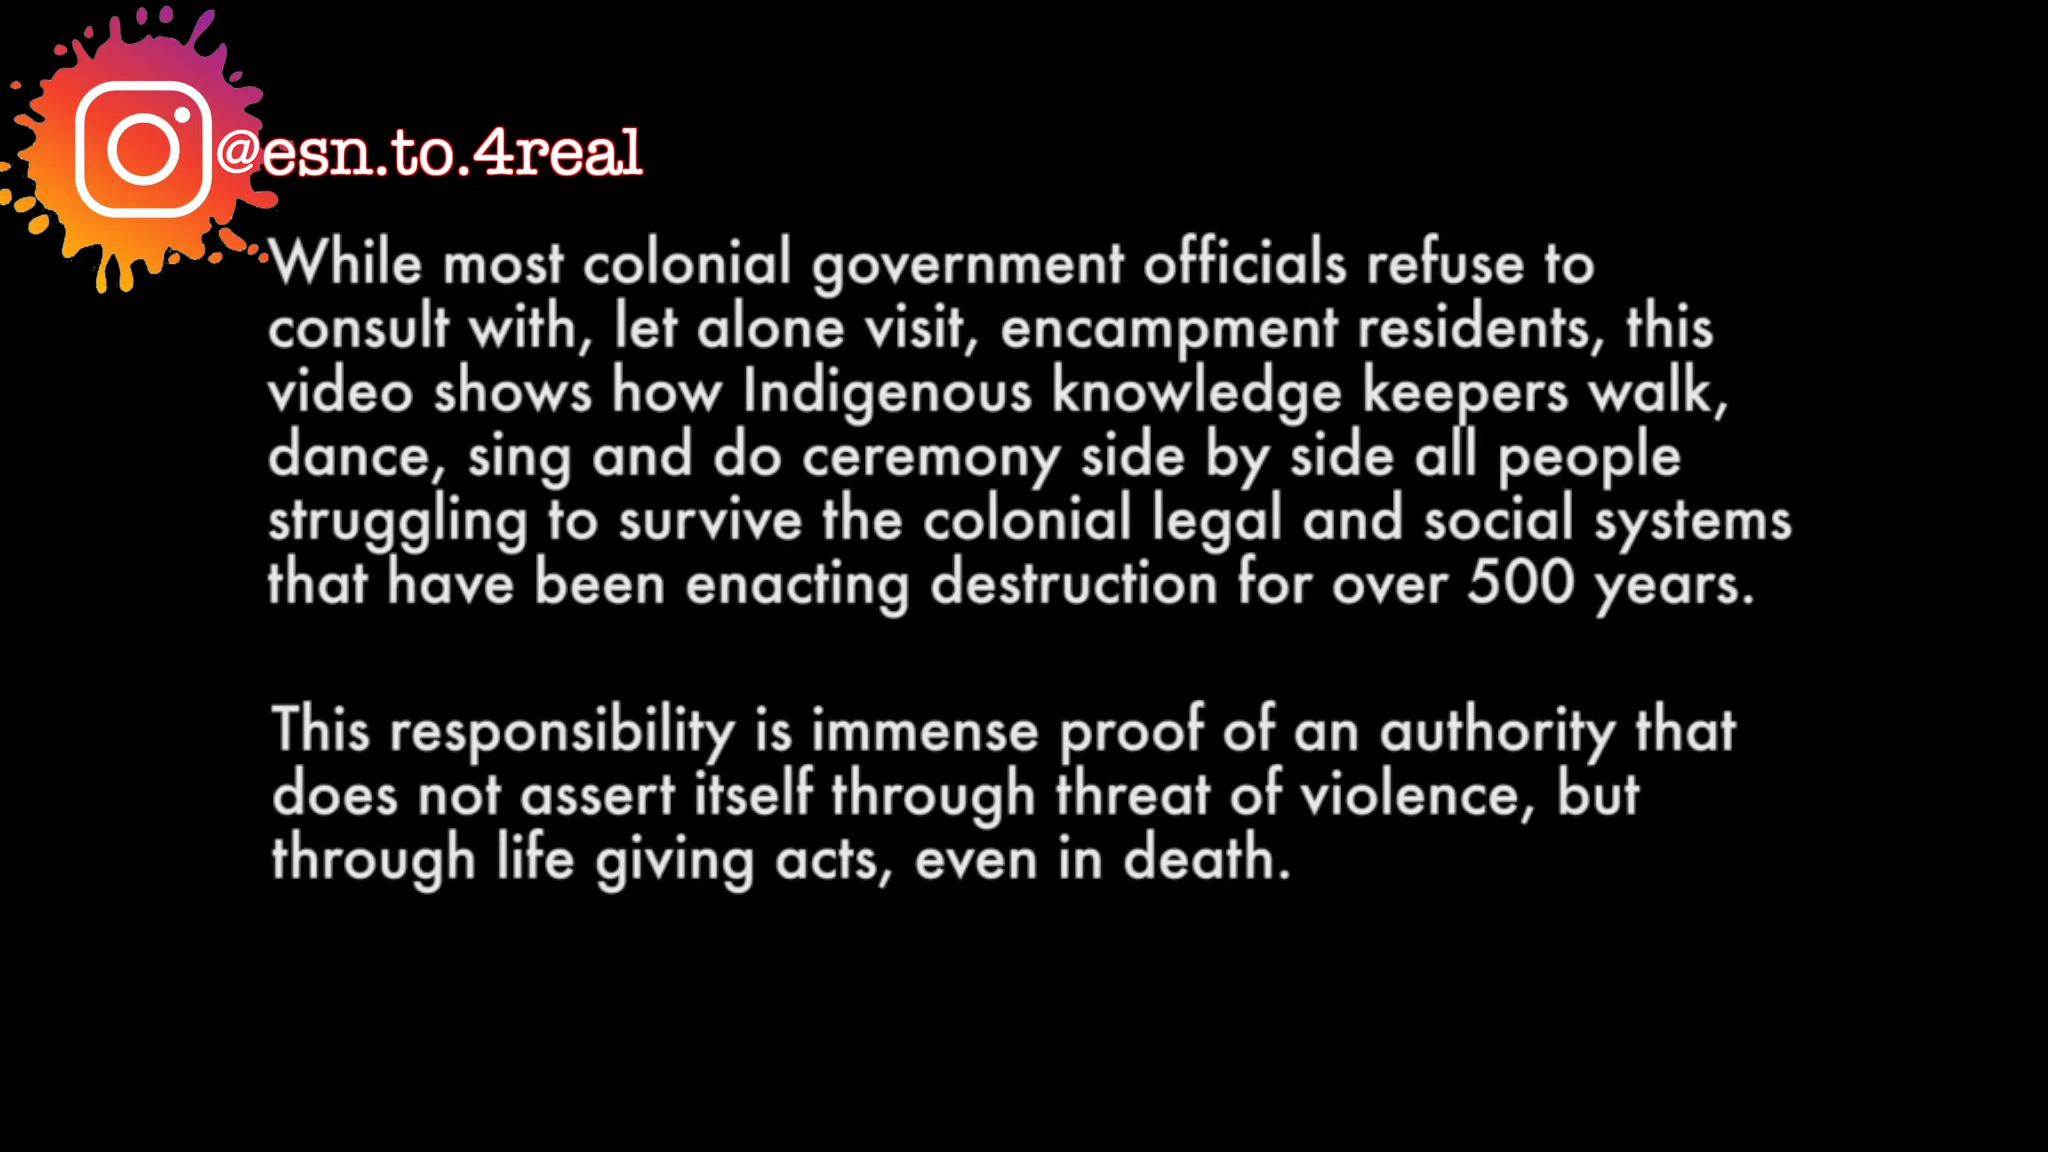 @esn.to.4real
While most colonial government officials refuse to
consult with, let alone visit, encampment residents, this
video shows how Indigenous knowledge keepers walk,
dance, sing and do ceremony side by side all people
struggling to survive the colonial legal and social systems
that have been enacting destruction for over 500 years.
This responsibility is immense proof of an authority that
does not assert itself through threat of violence, but
through life giving acts, even in death.